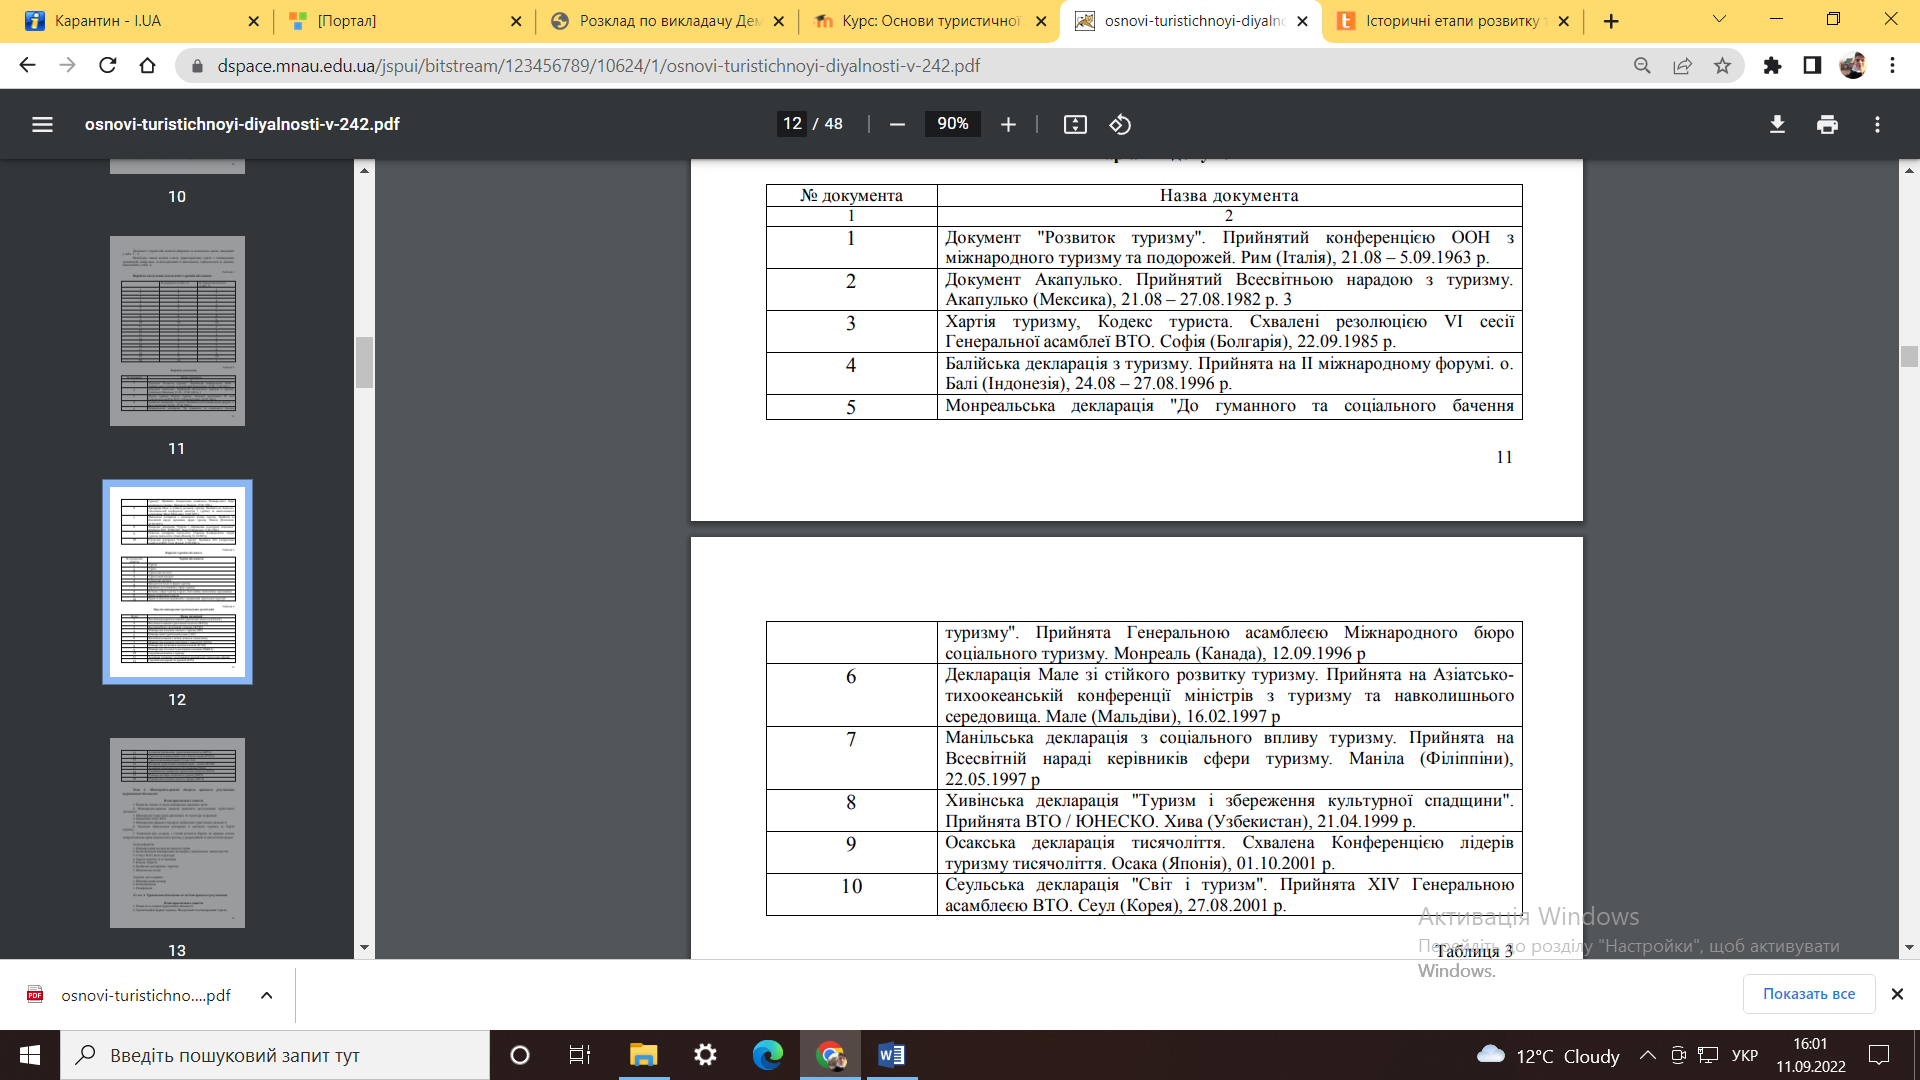 Карантин - I.UA
[Портал]
Розклад по викладачу Дем
Курс: Основи туристичної
osnovi-turistichnoyi-diyalno
Історичні етапи розвитку т
dspace.mnau.edu.ua/jspui/bitstream/123456789/10624/1/osnovi-turistichnoyi-diyalnosti-v-242.pdf
osnovi-turistichnoyi-diyalnosti-v-242.pdf
12 / 48
90%
10
11
12
13
№ документа Назва документа
1 2
1 Документ "Розвиток туризму". Прийнятий конференцією ООН з
міжнародного туризму та подорожей. Рим (Італія), 21.08 – 5.09.1963 р.
2 Документ Акапулько. Прийнятий Всесвітньою нарадою з туризму.
Акапулько (Мексика), 21.08 – 27.08.1982 р. 3
3 Хартія туризму, Кодекс туриста. Схвалені резолюцією VI сесії
Генеральної асамблеї ВТО. Софія (Болгарія), 22.09.1985 р.
4 Балійська декларація з туризму. Прийнята на II міжнародному форумі. о.
Балі (Індонезія), 24.08 – 27.08.1996 р.
5 Монреальська декларація "До гуманного та соціального бачення
11
туризму". Прийнята Генеральною асамблеєю Міжнародного бюро
соціального туризму. Монреаль (Канада), 12.09.1996 р
6 Декларація Мале зі стійкого розвитку туризму. Прийнята на Азіатсько-
тихоокеанській конференції міністрів з туризму та навколишнього
середовища. Мале (Мальдіви), 16.02.1997 р
7 Манільська декларація з соціального впливу туризму. Прийнята на
Всесвітній нараді керівників сфери туризму. Маніла (Філіппіни),
22.05.1997 р
8 Хивінська декларація "Туризм і збереження культурної спадщини".
Прийнята ВТО / ЮНЕСКО. Хива (Узбекистан), 21.04.1999 р.
9 Осакська декларація тисячоліття. Схвалена Конференцією лідерів
туризму тисячоліття. Осака (Японія), 01.10.2001 р.
10 Сеульська декларація "Світ і туризм". Прийнята XIV Генеральною
асамблеєю ВТО. Сеул (Корея), 27.08.2001 р.
Таблиця 3
Активація Windows
Перейдіть до розділу "Настройки", щоб активувати
Windows.
osnovi-turistichno....pdf
Показать все
Введіть пошуковий запит тут
12°C Cloudy
УКР
16:01
11.09.2022